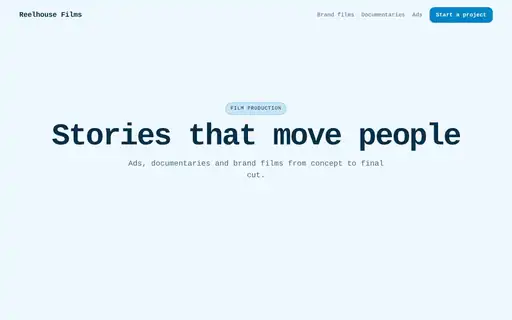 Reelhouse Films
Brand films Documentaries Ads Start a project
FILM PRODUCTION
Stories that move people
Ads, documentaries and brand films from concept to final
cut.